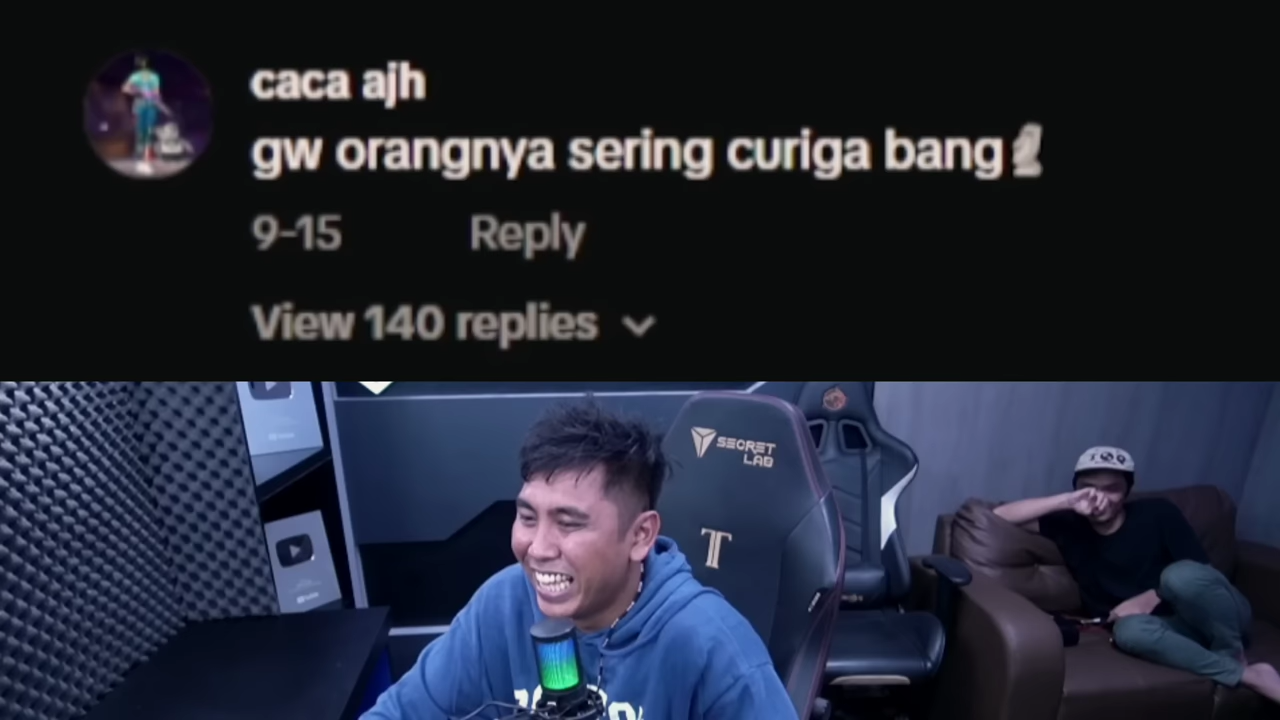 caca ajh
gw orangnya sering curiga bang🗿
9-15 Reply
View 140 replies
SECRET
LAB
T